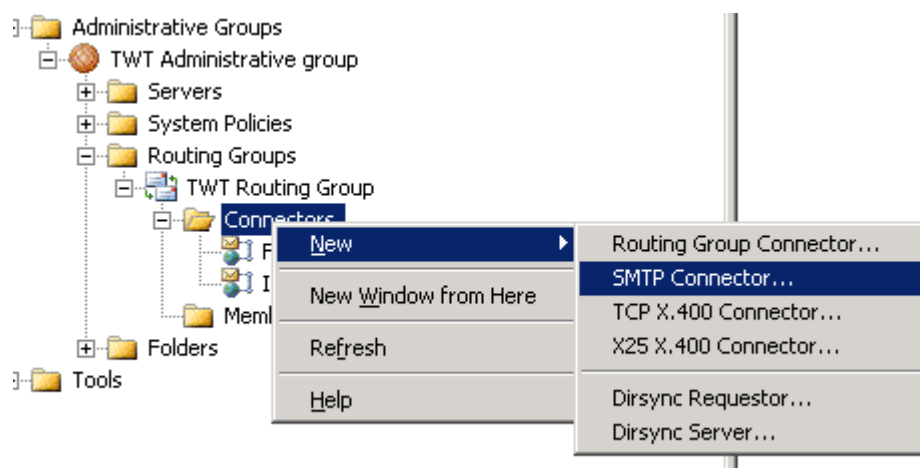 Administrative Groups
TWT Administrative group
Servers
System Policies
Routing Groups
TWT Routing Group
Connectors
New
New Window from Here
Refresh
Help
Routing Group Connector...
SMTP Connector...
TCP X.400 Connector...
X25 X.400 Connector...
Dirsync Requestor...
Dirsync Server...
Folders
Tools